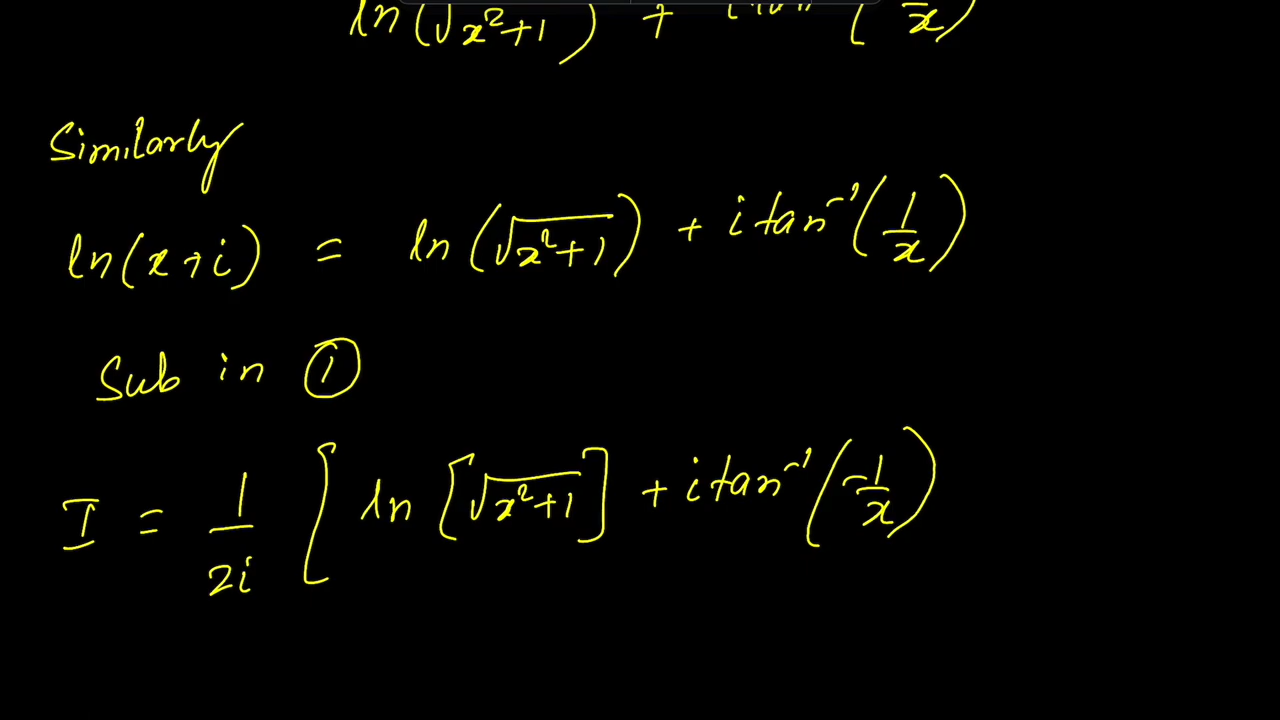 ln(√x²+1) + i tan ( /x)
Similarly
ln(x+i) = ln(√x²+1) + i tan⁻¹(1/x)
Sub in ①
I = 1/2i [ ln [√x²+1] + i tan⁻¹(-1/x)